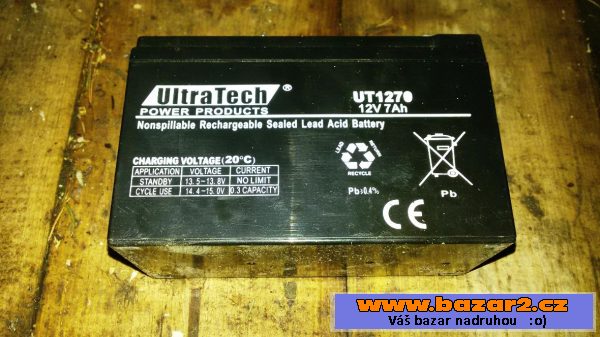 UltraTech®
POWER PRODUCTS
UT1270
12V 7Ah
Nonspillable Rechargeable Sealed Lead Acid Battery
CHARGING VOLTAGE (20°C)
APPLICATION VOLTAGE CURRENT
STANDBY 13.5~13.8V NO LIMIT
CYCLE USE 14.4~15.0V 0.3 CAPACITY
LEAD RETURN
RECYCLE
Pb>0.4%
Pb
CE
www.bazar2.cz
Váš bazar nadruhou :o)